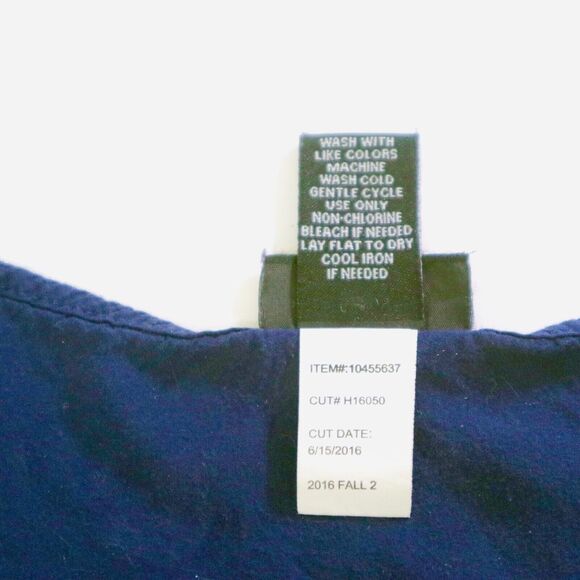 WASH WITH
LIKE COLORS
MACHINE
WASH COLD
GENTLE CYCLE
USE ONLY
NON-CHLORINE
BLEACH IF NEEDED
LAY FLAT TO DRY
COOL IRON
IF NEEDED
ITEM#:10455637
CUT# H16050
CUT DATE:
6/15/2016
2016 FALL 2